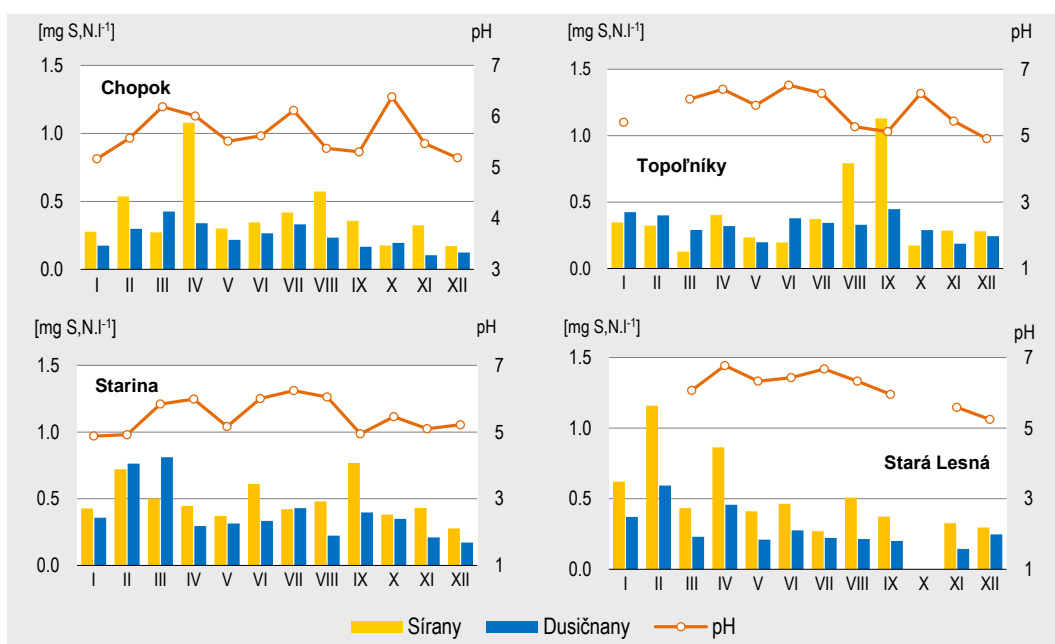 [mg S,N.l-1] pH
Chopok
1.5 7
6
1.0
5
0.5
4
0.0 3
I II III IV V VI VII VIII IX X XI XII
[mg S,N.l-1] pH
Topoľníky
1.5 7
1.0 5
0.5 3
0.0 1
I II III IV V VI VII VIII IX X XI XII
[mg S,N.l-1] pH
Starina
1.5 7
1.0 5
0.5 3
0.0 1
I II III IV V VI VII VIII IX X XI XII
[mg S,N.l-1] pH
1.5 7
1.0 5
Stará Lesná
0.5 3
0.0 1
I II III IV V VI VII VIII IX X XI XII
Sírany Dusičnany pH